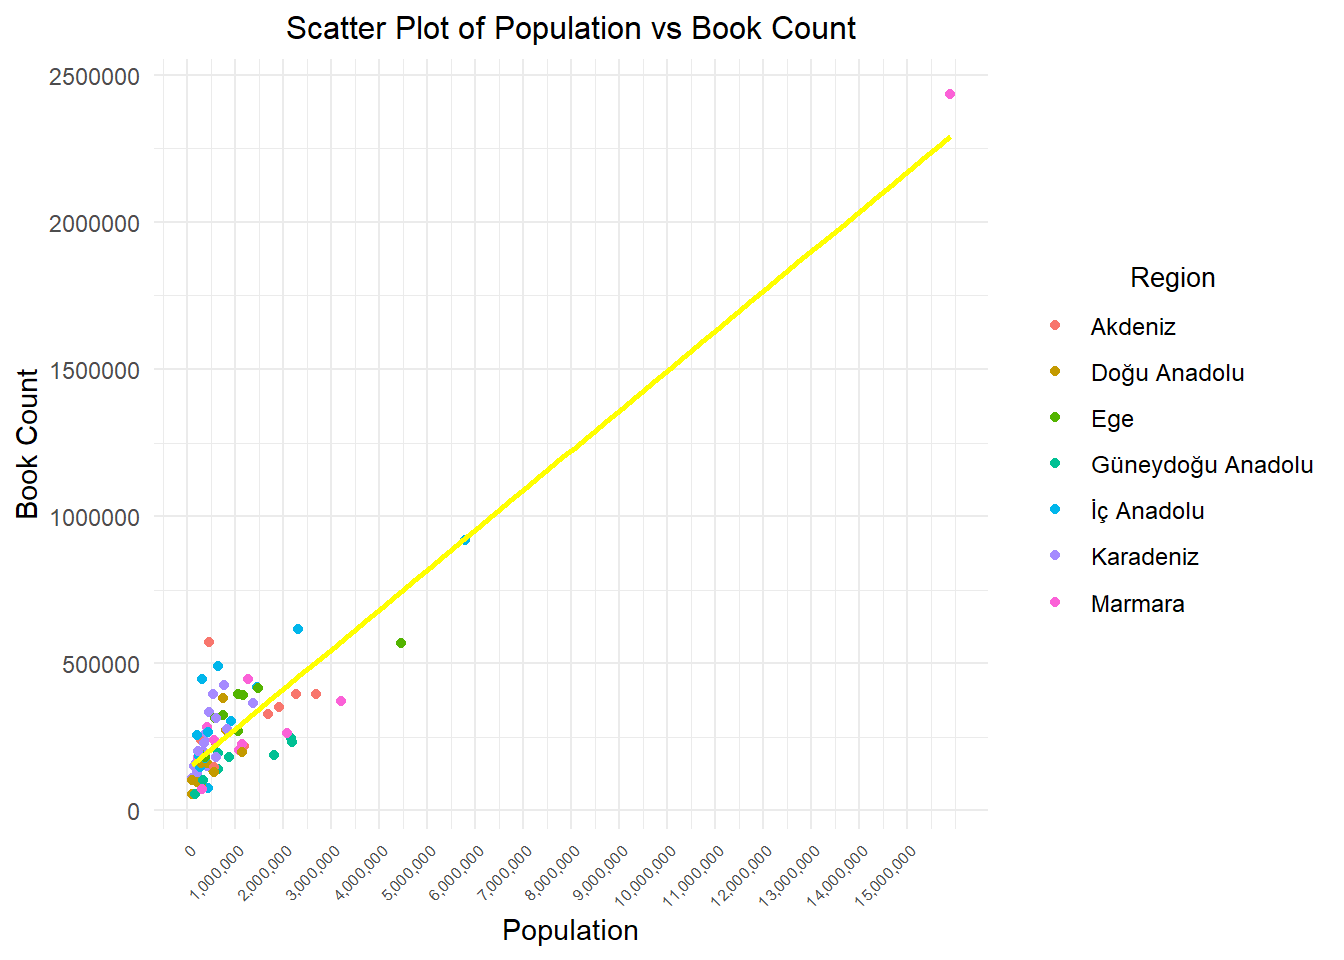 Scatter Plot of Population vs Book Count
2500000
2000000
1500000
1000000
500000
0
Book Count
0
1,000,000
2,000,000
3,000,000
4,000,000
5,000,000
6,000,000
7,000,000
8,000,000
9,000,000
10,000,000
11,000,000
12,000,000
13,000,000
14,000,000
15,000,000
Population
Region
Akdeniz
Doğu Anadolu
Ege
Güneydoğu Anadolu
İç Anadolu
Karadeniz
Marmara